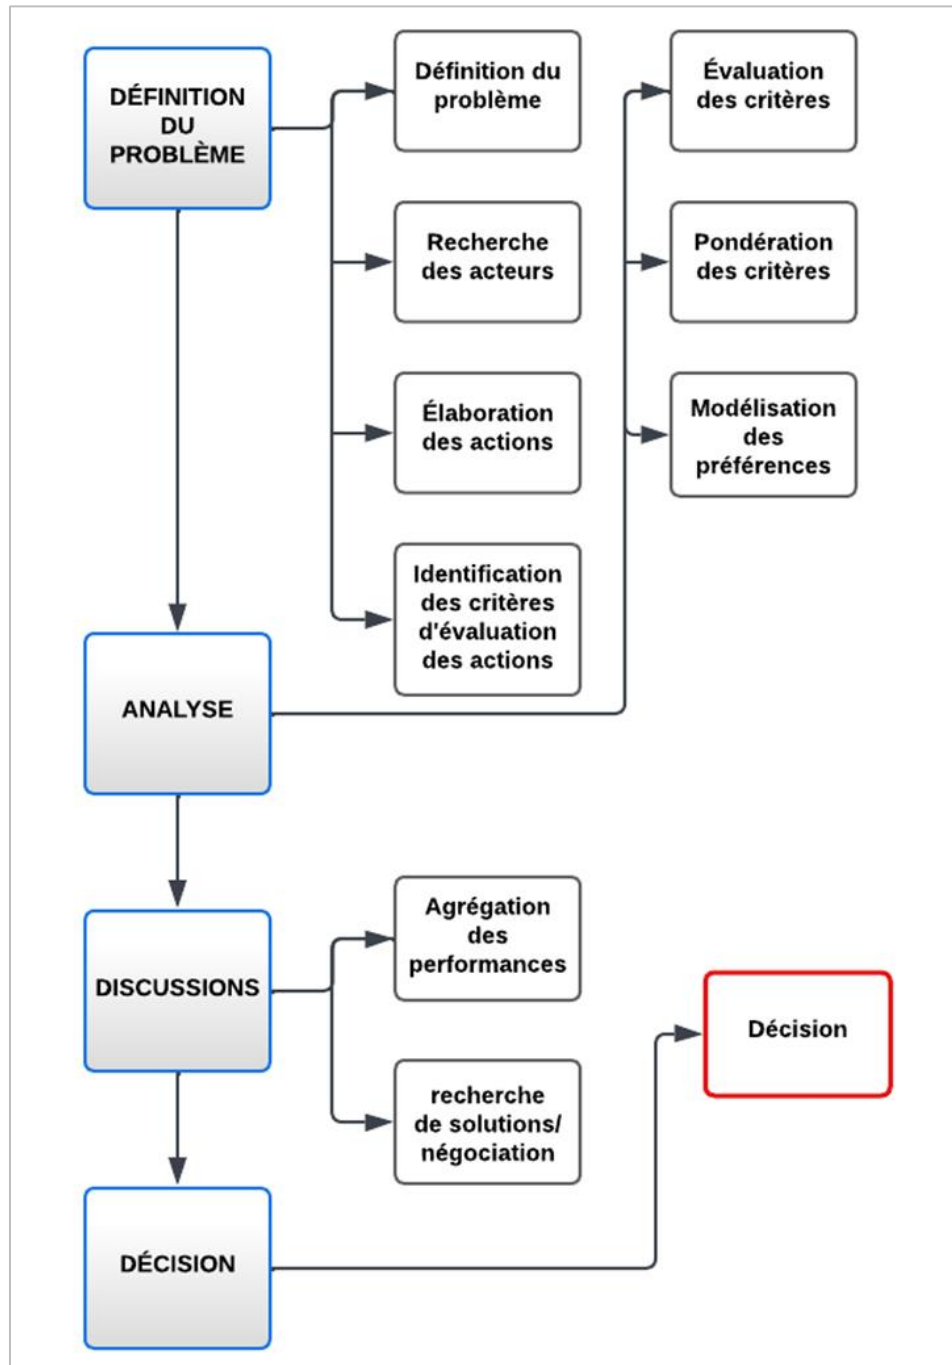 DÉFINITION
DU
PROBLÈME
Définition du
problème
Recherche
des acteurs
Élaboration
des actions
Identification
des critères
d'évaluation
des actions
ANALYSE
Évaluation
des critères
Pondération
des critères
Modélisation
des
préférences
DISCUSSIONS
Agrégation
des
performances
recherche
de solutions/
négociation
DÉCISION
Décision